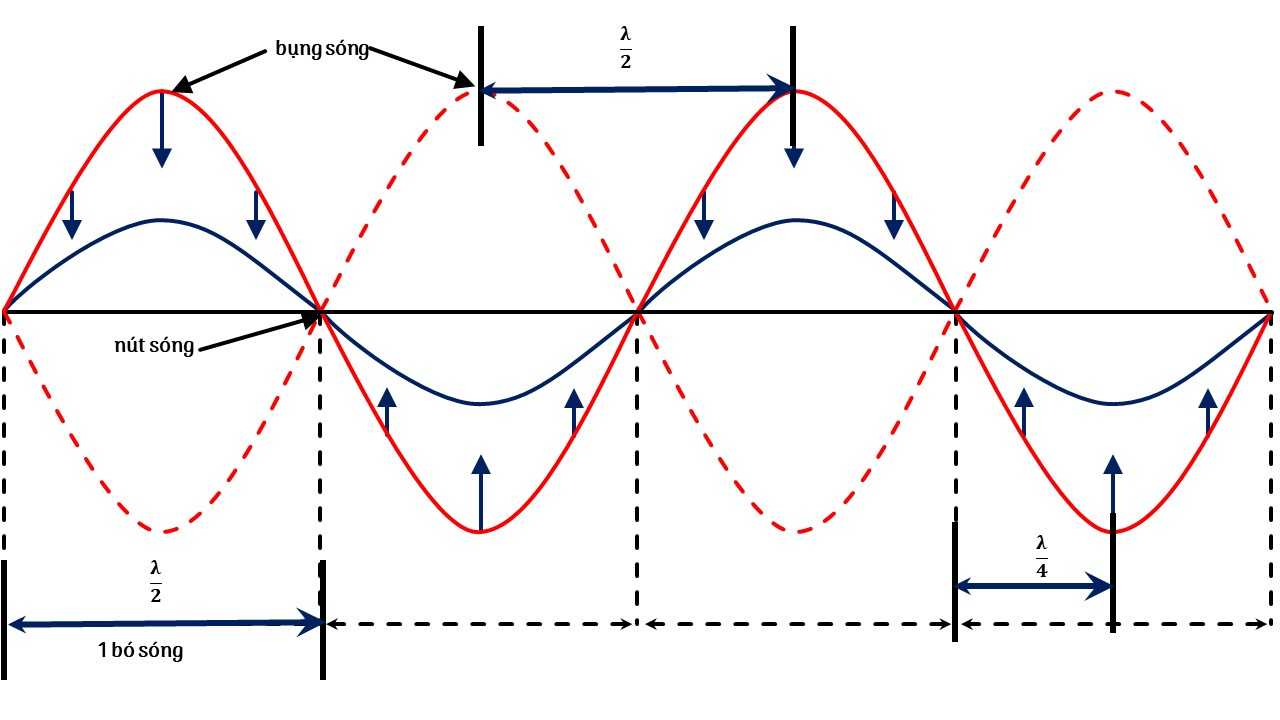 bụng sóng
λ/2
nút sóng
λ/4
λ/2
1 bó sóng